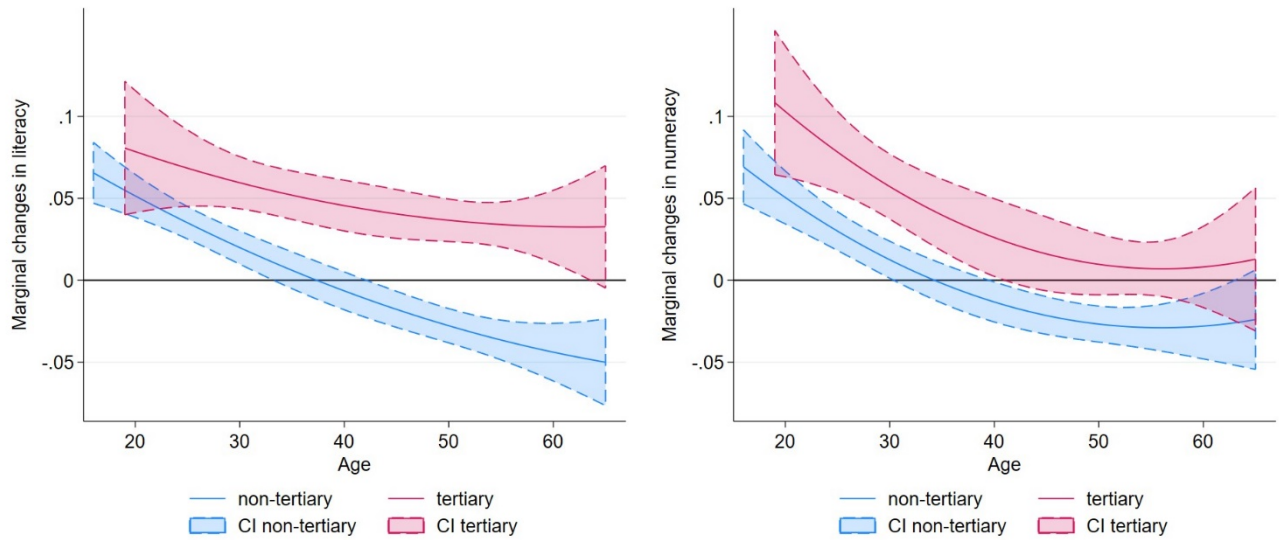 Marginal changes in literacy
.1
.05
0
-.05
20 30 40 50 60
Age
non-tertiary tertiary
CI non-tertiary CI tertiary
Marginal changes in numeracy
.1
.05
0
-.05
20 30 40 50 60
Age
non-tertiary tertiary
CI non-tertiary CI tertiary